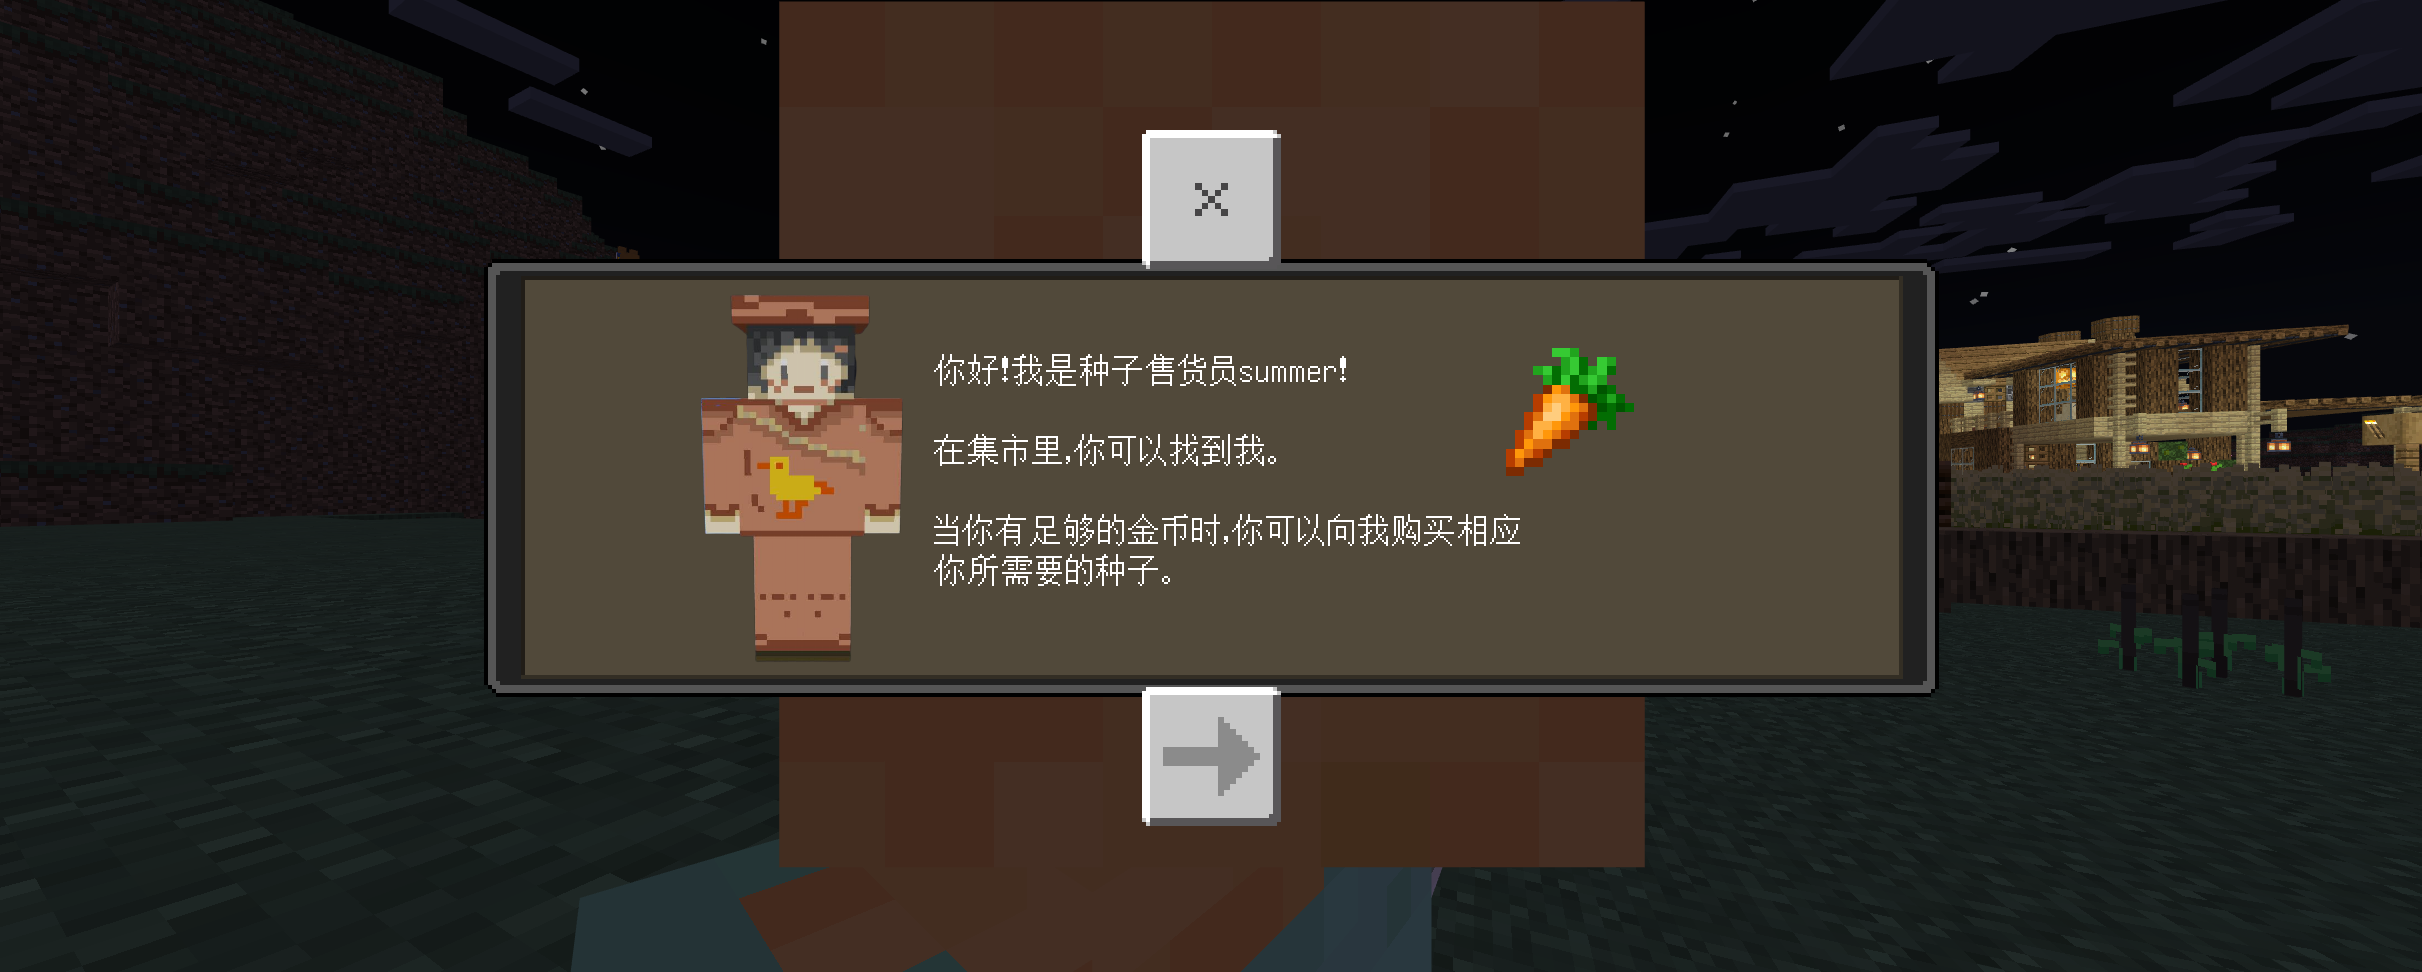 你好!我是种子售货员summer!
在集市里,你可以找到我。
当你有足够的金币时,你可以向我购买相应
你所需要的种子。